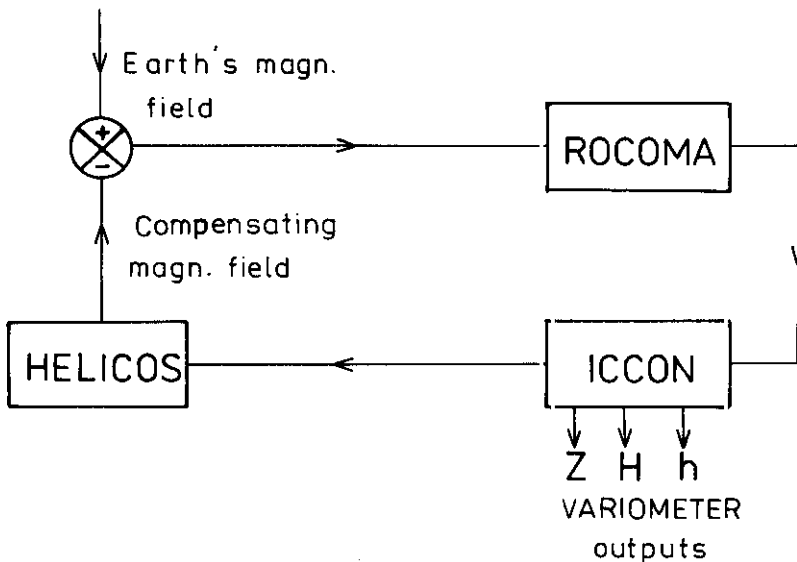 Earth's magn.
field
+
−
ROCOMA
Compensating
magn. field
HELICOS
ICCON
Z H h
VARIOMETER
outputs